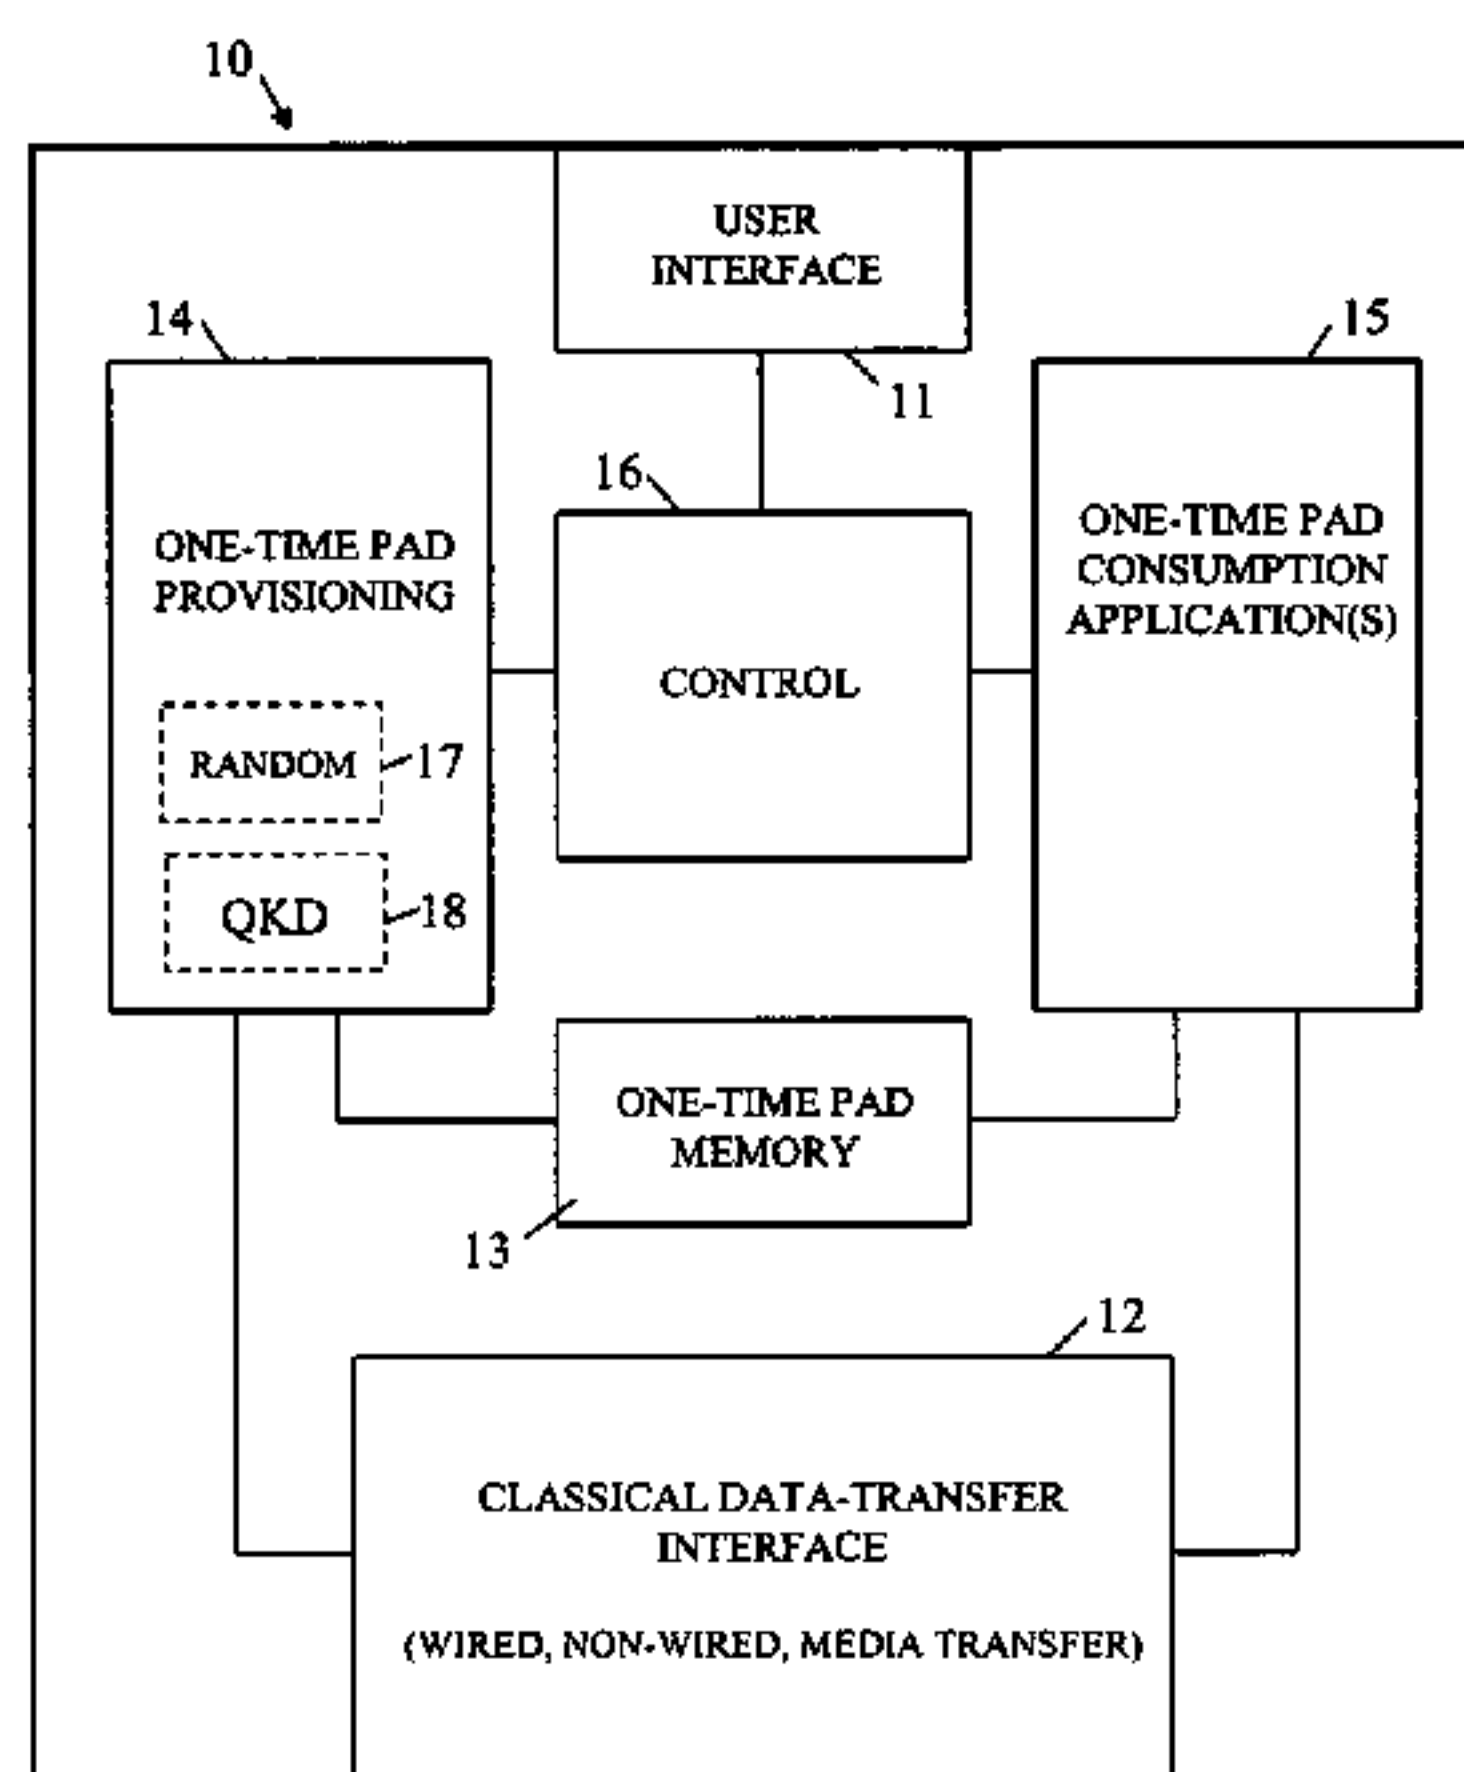 10
USER
INTERFACE
14
15
11
16
ONE-TIME PAD
PROVISIONING
ONE-TIME PAD
CONSUMPTION
APPLICATION(S)
CONTROL
RANDOM
17
QKD
18
ONE-TIME PAD
MEMORY
13
12
CLASSICAL DATA-TRANSFER
INTERFACE
(WIRED, NON-WIRED, MEDIA TRANSFER)